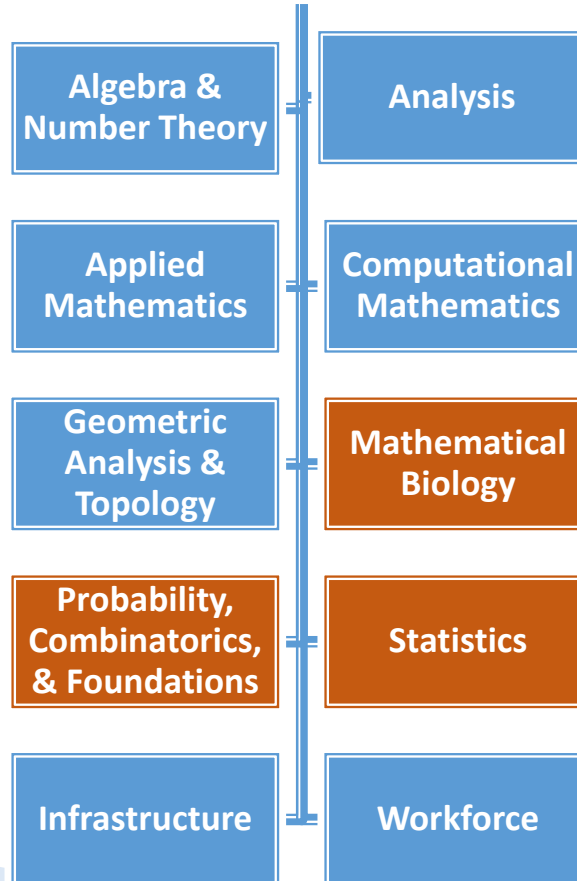 Algebra &
Number Theory
Analysis
Applied
Mathematics
Computational
Mathematics
Geometric
Analysis &
Topology
Mathematical
Biology
Probability,
Combinatorics,
& Foundations
Statistics
Infrastructure
Workforce